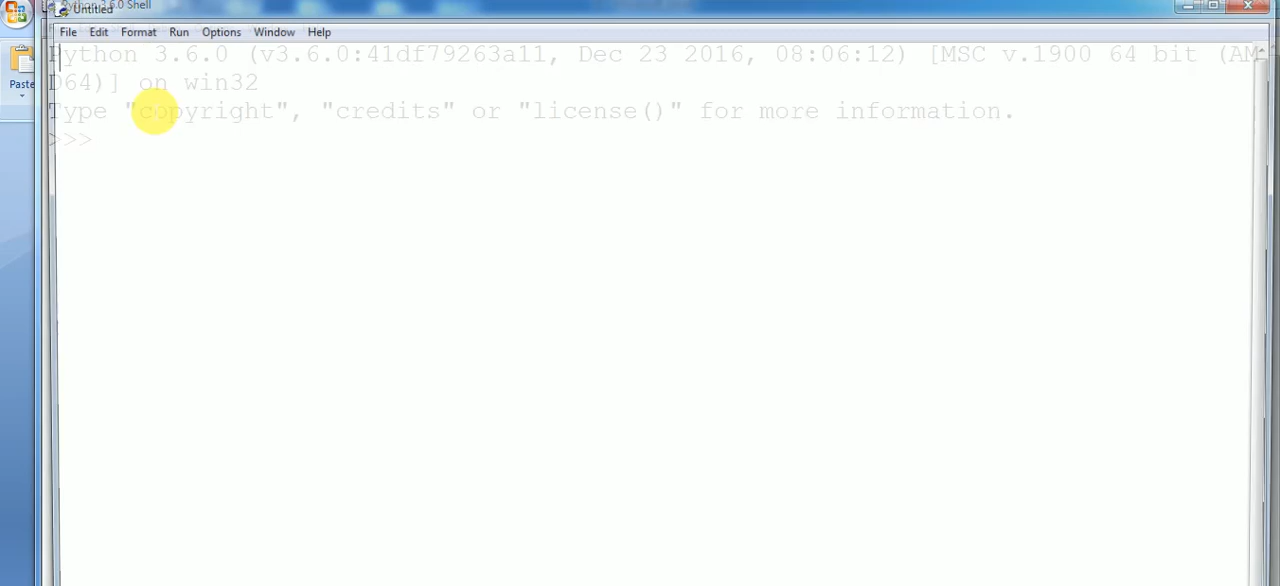 Python 3.6.0 Shell
Untitled
File Edit Format Run Options Window Help
Paste
Python 3.6.0 (v3.6.0:41df79263a11, Dec 23 2016, 08:06:12) [MSC v.1900 64 bit (AM
D64)] on win32
Type "copyright", "credits" or "license()" for more information.
>>>